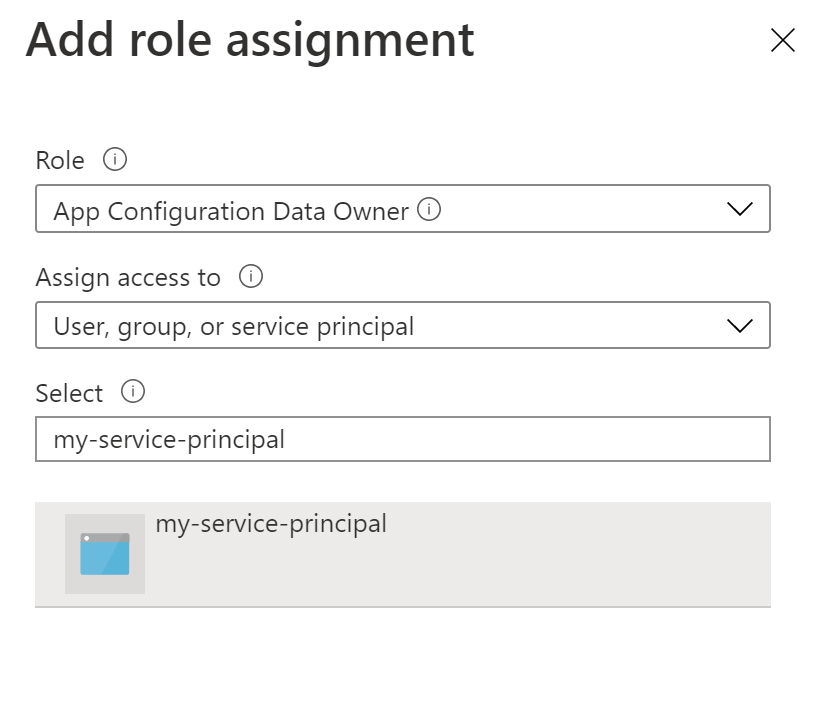 Add role assignment
Role
App Configuration Data Owner
Assign access to
User, group, or service principal
Select
my-service-principal
my-service-principal